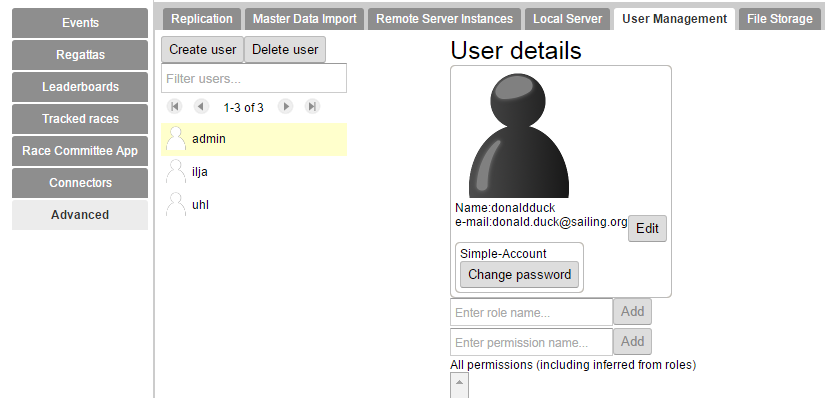 Events
Regattas
Leaderboards
Tracked races
Race Committee App
Connectors
Advanced
Replication
Master Data Import
Remote Server Instances
Local Server
User Management
File Storage
Create user
Delete user
Filter users...
1-3 of 3
admin
ilja
uhl
User details
Name:donaldduck
e-mail:donald.duck@sailing.org
Edit
Simple-Account
Change password
Enter role name...
Add
Enter permission name...
Add
All permissions (including inferred from roles)